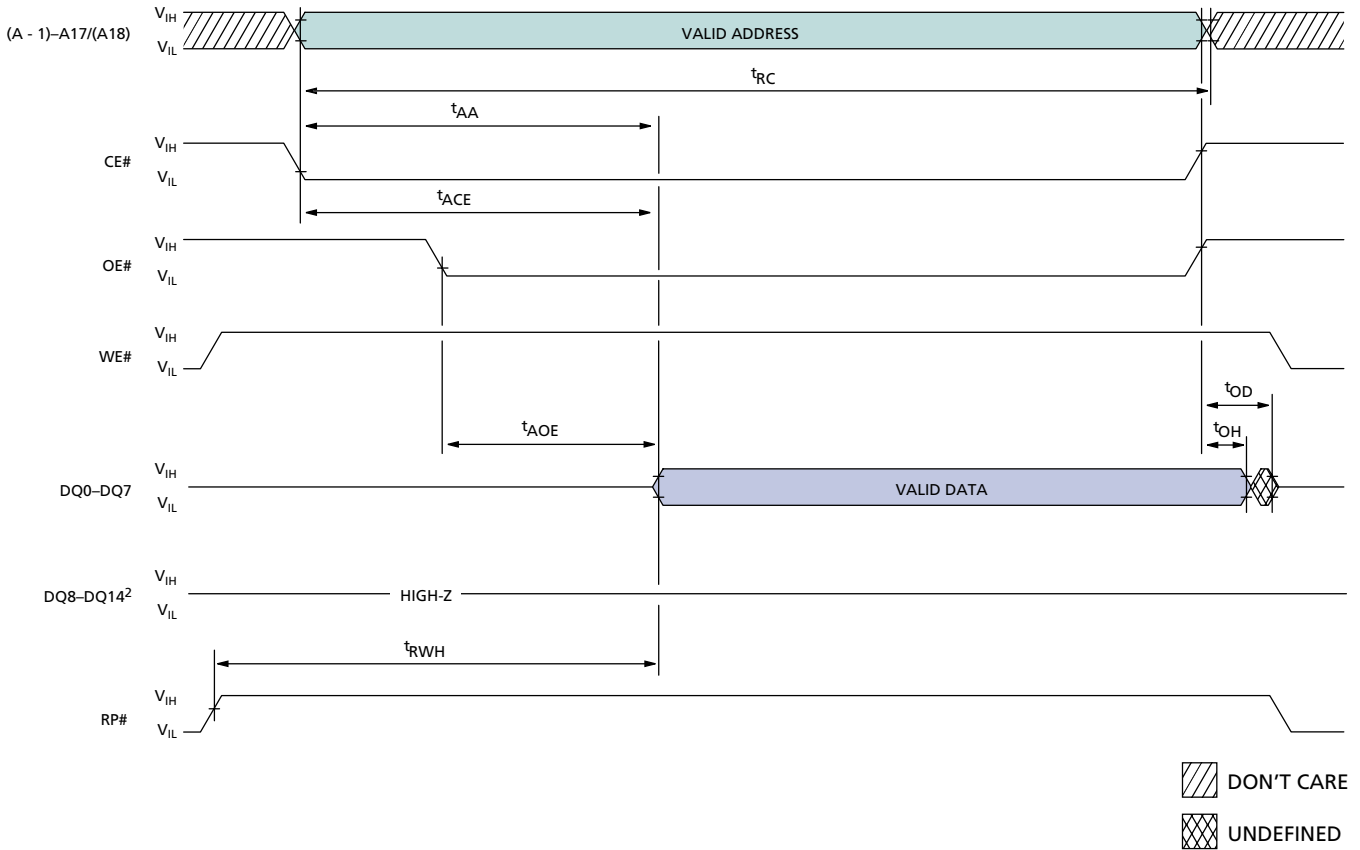 (A - 1)–A17/(A18)
VIH
VIL
VALID ADDRESS
tRC
tAA
CE#
VIH
VIL
tACE
OE#
VIH
VIL
WE#
VIH
VIL
tOD
tAOE
tOH
DQ0–DQ7
VIH
VIL
VALID DATA
DQ8–DQ14²
VIH
VIL
HIGH-Z
tRWH
RP#
VIH
VIL
DON'T CARE
UNDEFINED